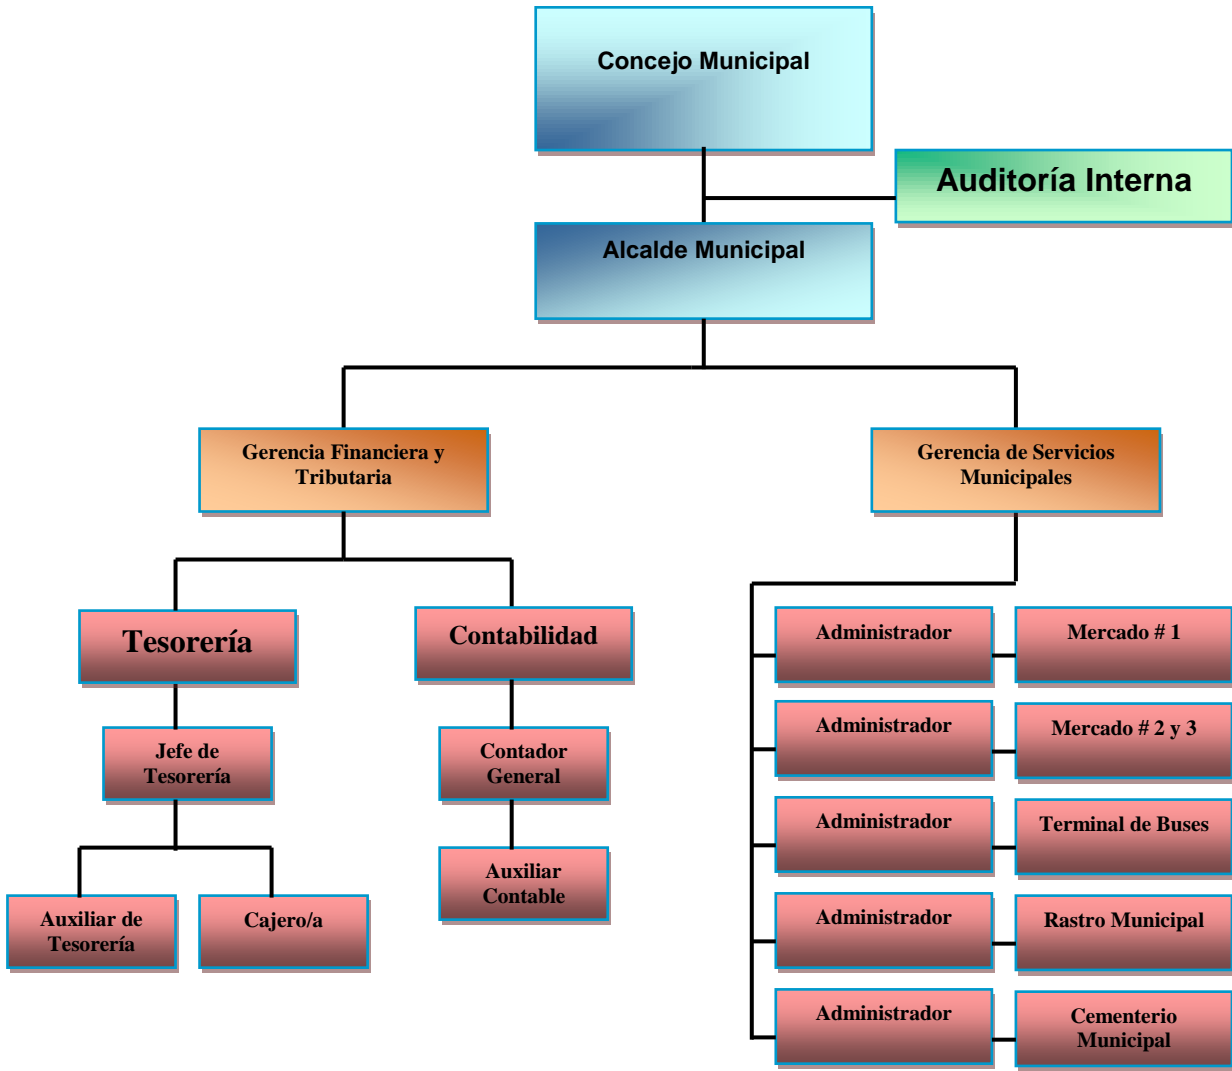 Concejo Municipal
Auditoría Interna
Alcalde Municipal
Gerencia Financiera y
Tributaria
Gerencia de Servicios
Municipales
Tesorería
Contabilidad
Jefe de
Tesorería
Contador
General
Auxiliar de
Tesorería
Cajero/a
Auxiliar
Contable
Administrador
Mercado # 1
Administrador
Mercado # 2 y 3
Administrador
Terminal de Buses
Administrador
Rastro Municipal
Administrador
Cementerio
Municipal